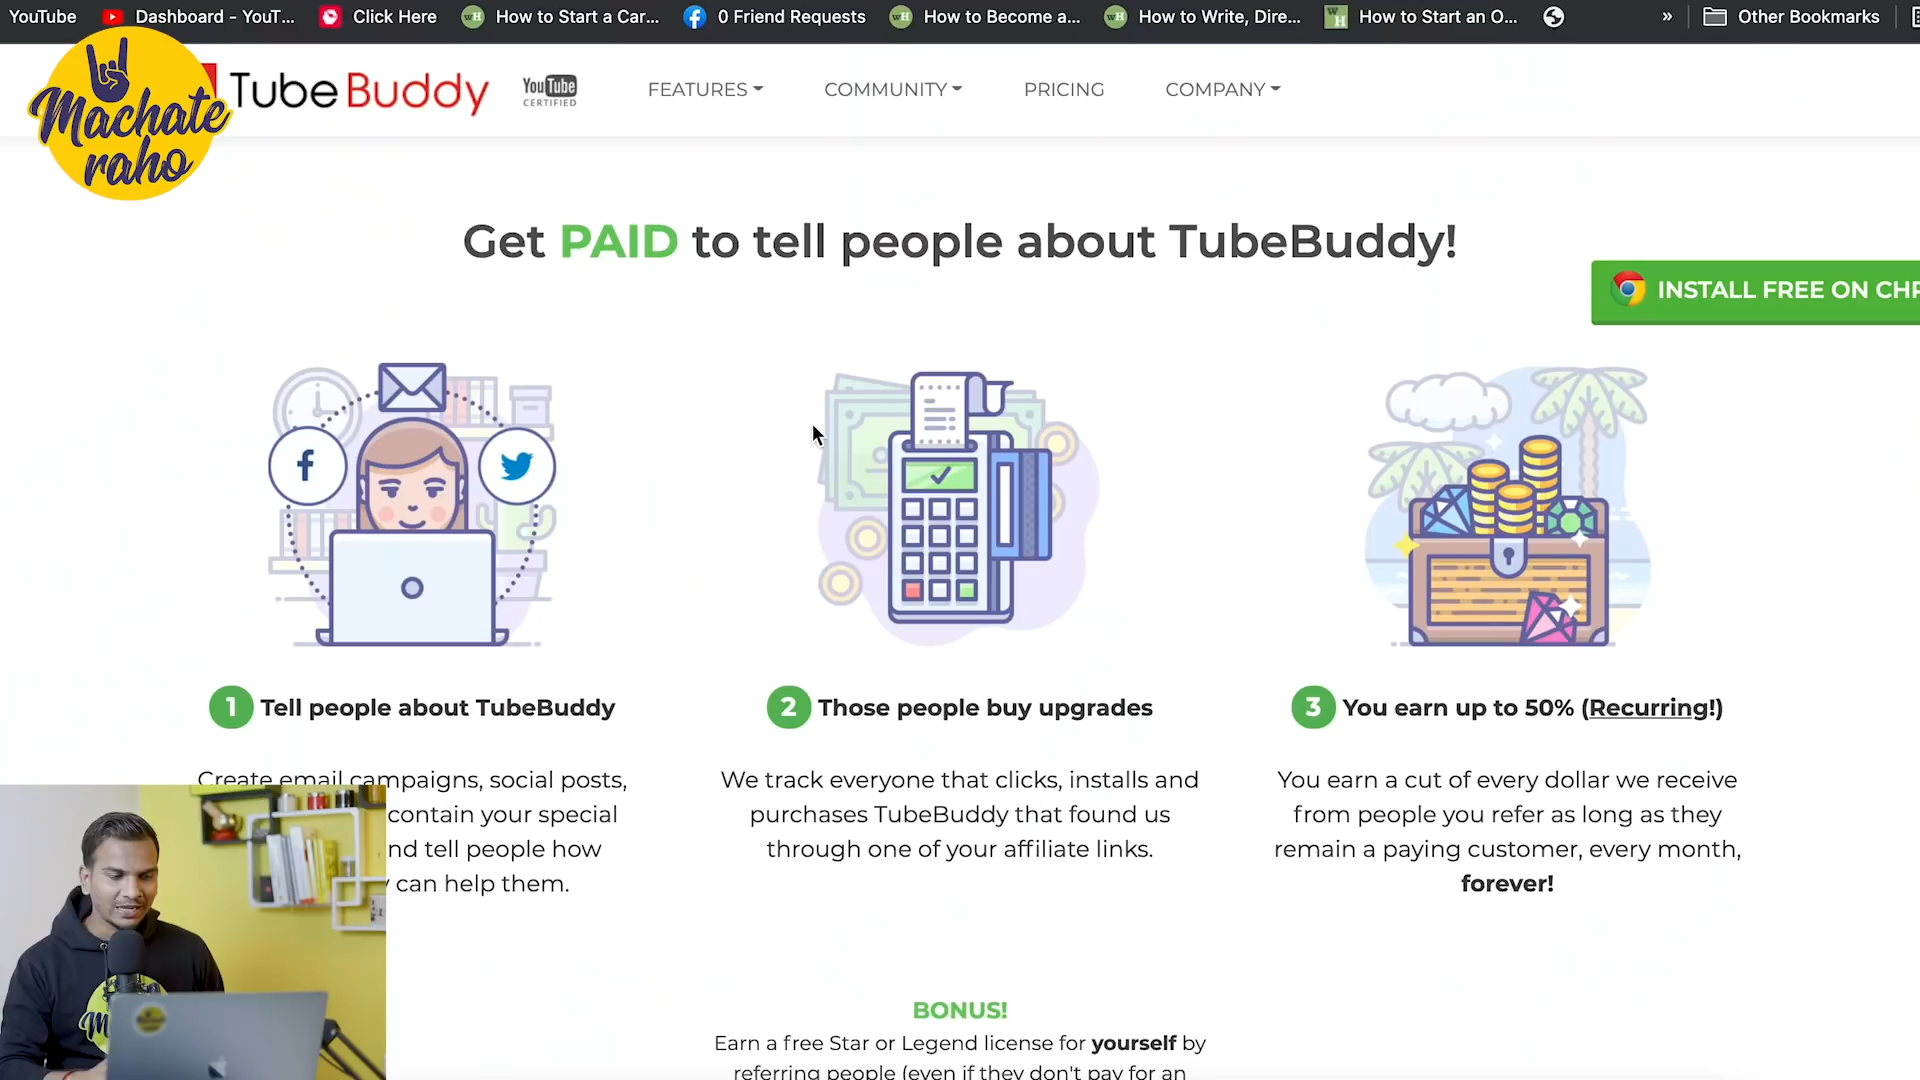 YouTube
Dashboard - YouT...
Click Here
How to Start a Car...
0 Friend Requests
How to Become a...
How to Write, Dire...
How to Start an O...
»
Other Bookmarks
Machate
raho
TubeBuddy
YouTube
CERTIFIED
FEATURES
COMMUNITY
PRICING
COMPANY
Get PAID to tell people about TubeBuddy!
INSTALL FREE ON CHR
1 Tell people about TubeBuddy
Create email campaigns, social posts,
contain your special
nd tell people how
can help them.
2 Those people buy upgrades
We track everyone that clicks, installs and
purchases TubeBuddy that found us
through one of your affiliate links.
3 You earn up to 50% (Recurring!)
You earn a cut of every dollar we receive
from people you refer as long as they
remain a paying customer, every month,
forever!
BONUS!
Earn a free Star or Legend license for yourself by
referring people (even if they don't pay for an